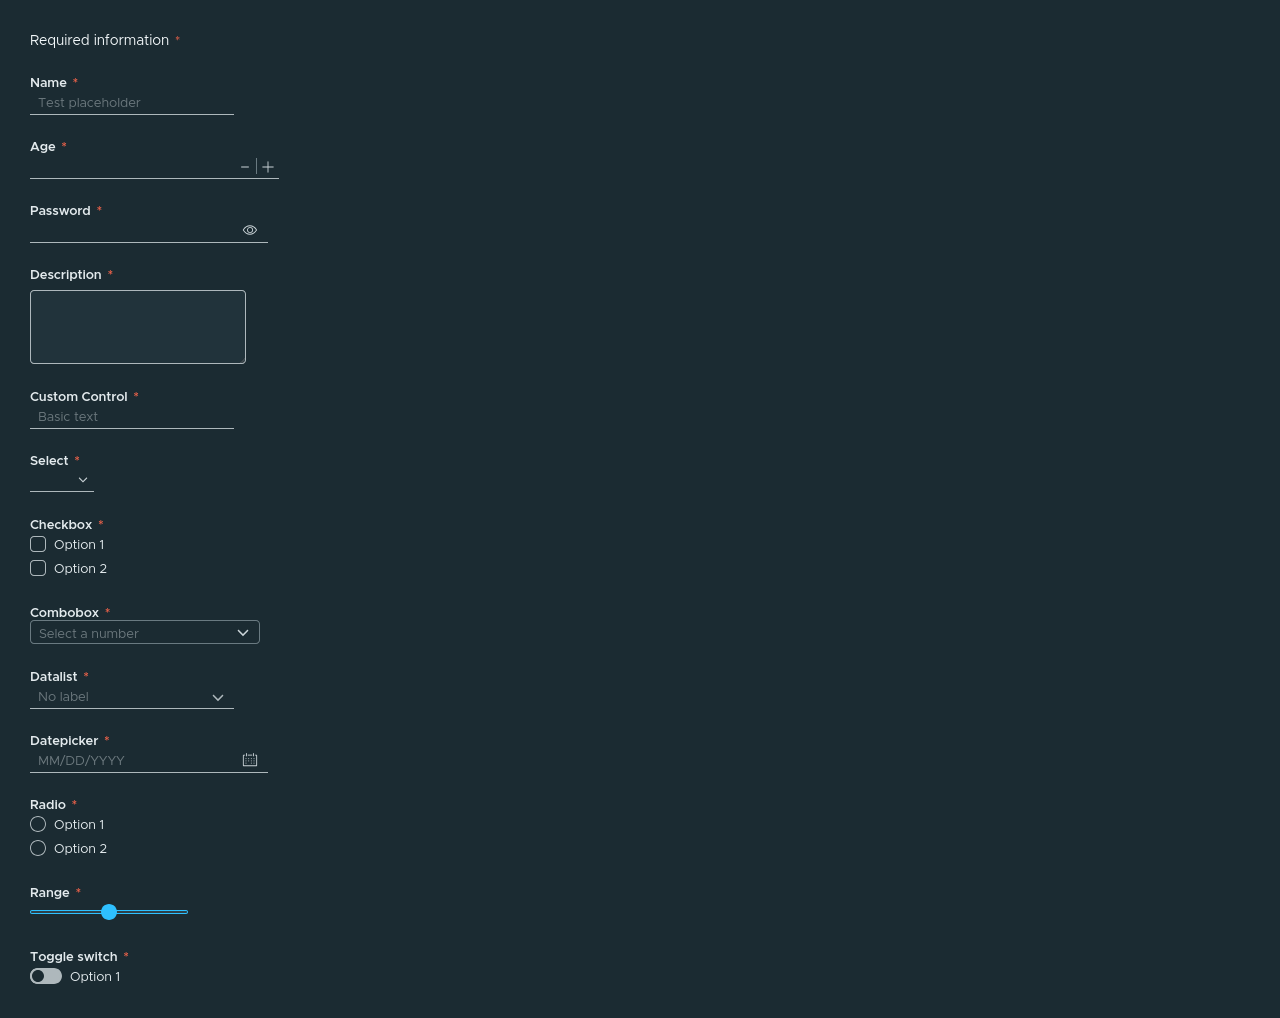 Required information *
Name *
Test placeholder
Age *
Password *
Description *
Custom Control *
Basic text
Select *
Checkbox *
Option 1
Option 2
Combobox *
Select a number
Datalist *
No label
Datepicker *
MM/DD/YYYY
Radio *
Option 1
Option 2
Range *
Toggle switch *
Option 1